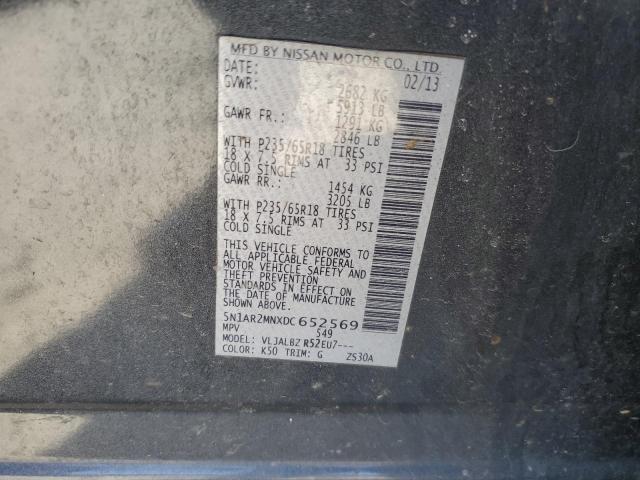 MFD BY NISSAN MOTOR CO., LTD.
DATE: 02/13
GVWR: 2682 KG
5913 LB
GAWR FR.: 1291 KG
2846 LB
WITH P235/65R18 TIRES
18 X 7.5 RIMS AT 33 PSI
COLD SINGLE
GAWR RR.: 1454 KG
3205 LB
WITH P235/65R18 TIRES
18 X 7.5 RIMS AT 33 PSI
COLD SINGLE
THIS VEHICLE CONFORMS TO
ALL APPLICABLE FEDERAL
MOTOR VEHICLE SAFETY AND
THEFT PREVENTION
STANDARDS IN EFFECT ON
THE DATE OF MANUFACTURE
SHOWN ABOVE.
5N1AR2MNXDC652569
MPV 549
MODEL: VLJALBZ R52EU7---
COLOR: K50 TRIM: G ZS30A